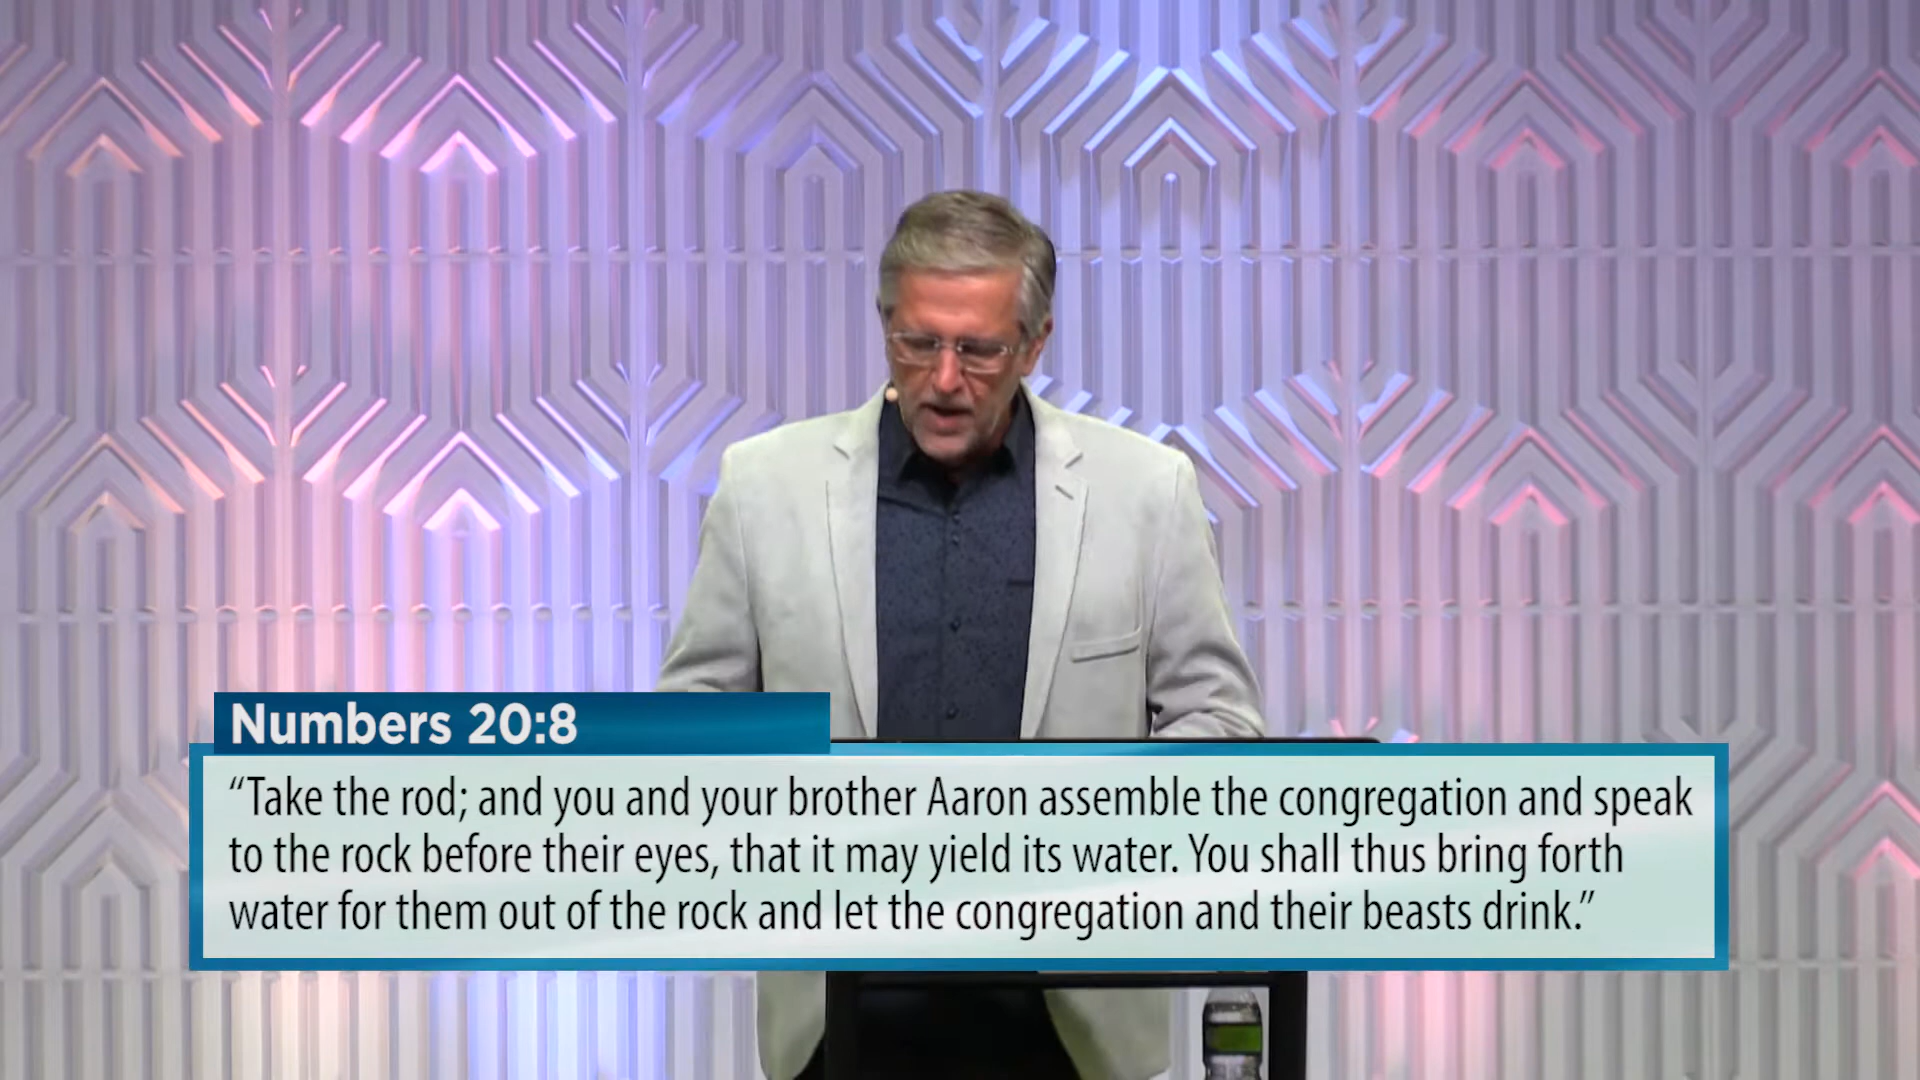 Numbers 20:8
“Take the rod; and you and your brother Aaron assemble the congregation and speak
to the rock before their eyes, that it may yield its water. You shall thus bring forth
water for them out of the rock and let the congregation and their beasts drink.”